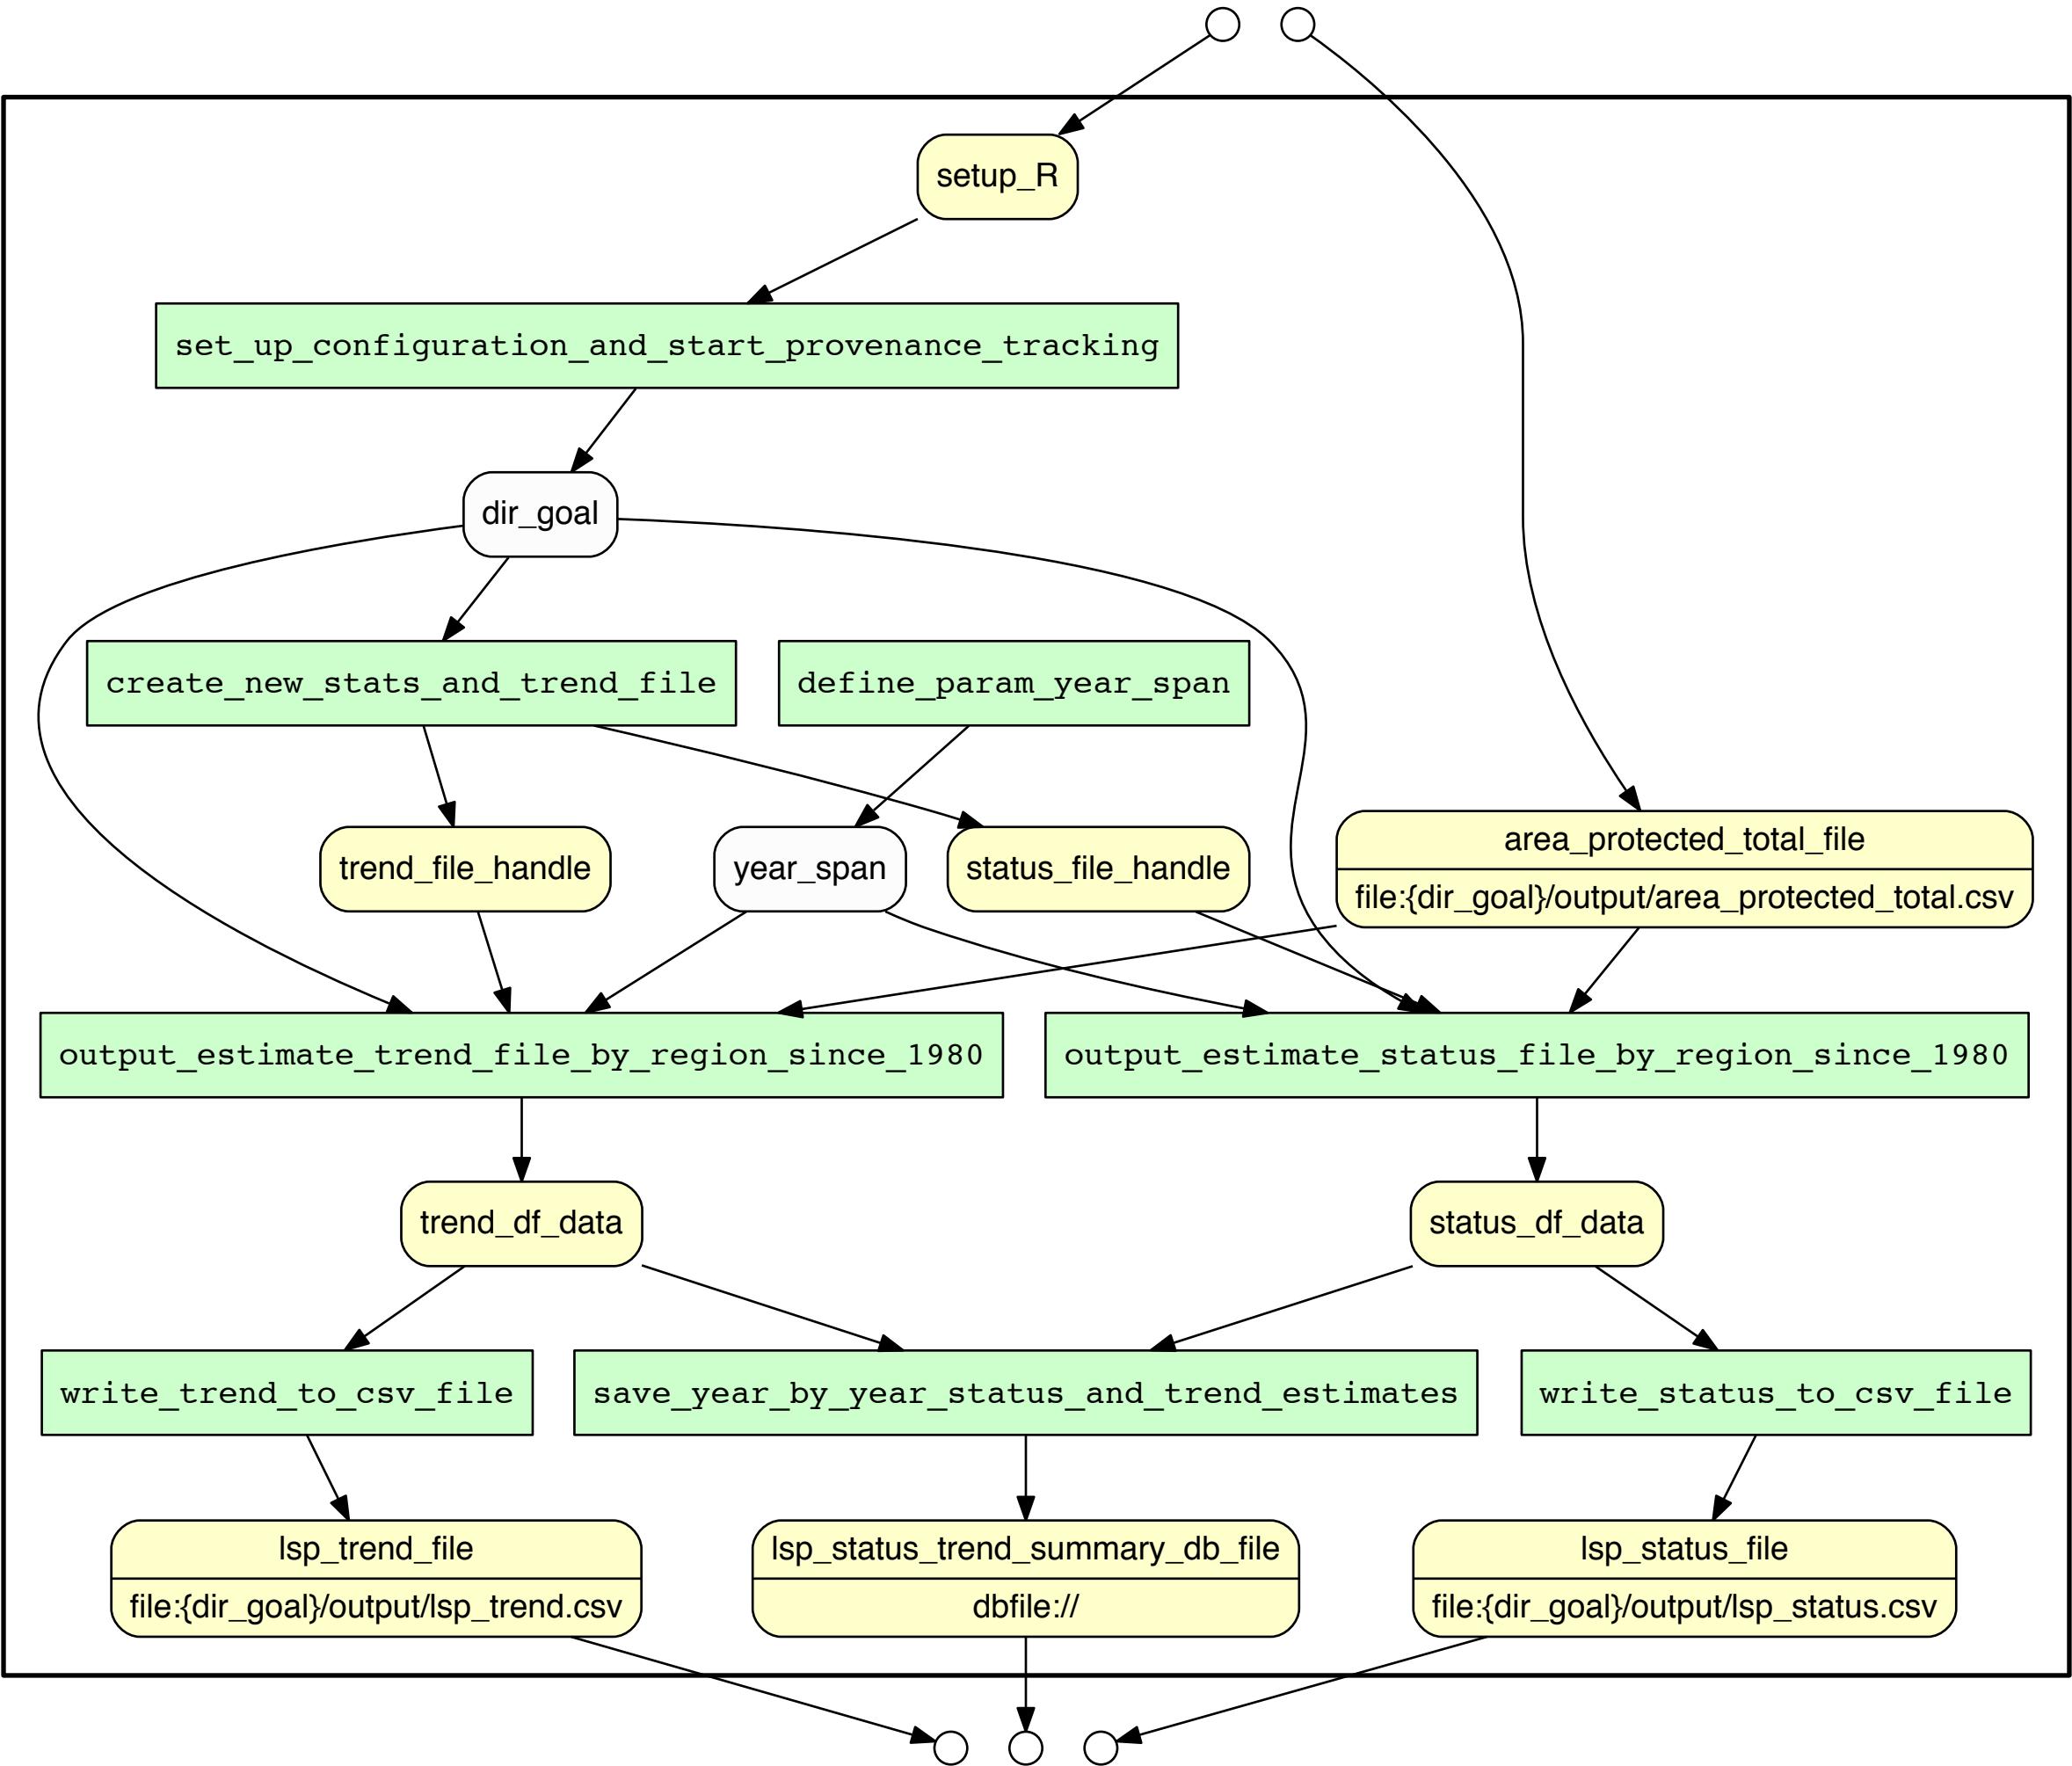 setup_R
set_up_configuration_and_start_provenance_tracking
dir_goal
create_new_stats_and_trend_file
define_param_year_span
trend_file_handle
year_span
status_file_handle
area_protected_total_file
file:{dir_goal}/output/area_protected_total.csv
output_estimate_trend_file_by_region_since_1980
output_estimate_status_file_by_region_since_1980
trend_df_data
status_df_data
write_trend_to_csv_file
save_year_by_year_status_and_trend_estimates
write_status_to_csv_file
lsp_trend_file
file:{dir_goal}/output/lsp_trend.csv
lsp_status_trend_summary_db_file
dbfile://
lsp_status_file
file:{dir_goal}/output/lsp_status.csv